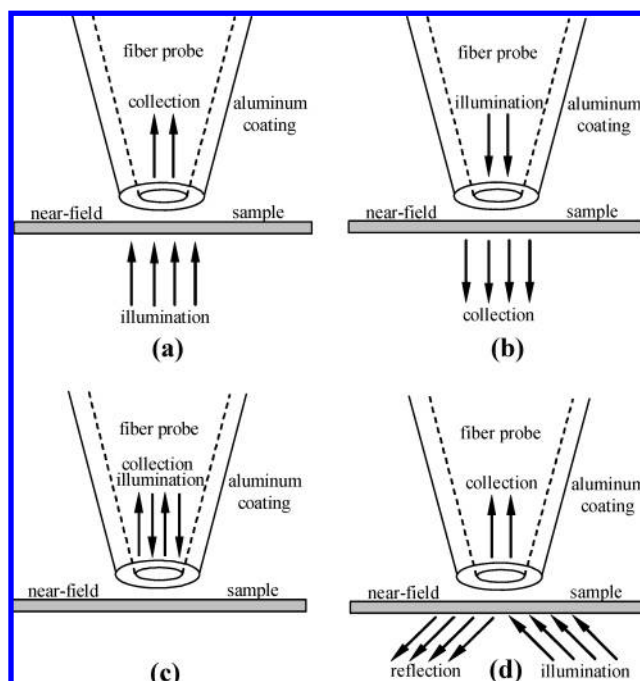 fiber probe
collection
aluminum
coating
near-field sample
illumination
(a)
fiber probe
illumination
aluminum
coating
near-field sample
collection
(b)
fiber probe
collection
illumination
aluminum
coating
near-field sample
(c)
fiber probe
collection
aluminum
coating
near-field sample
reflection (d) illumination